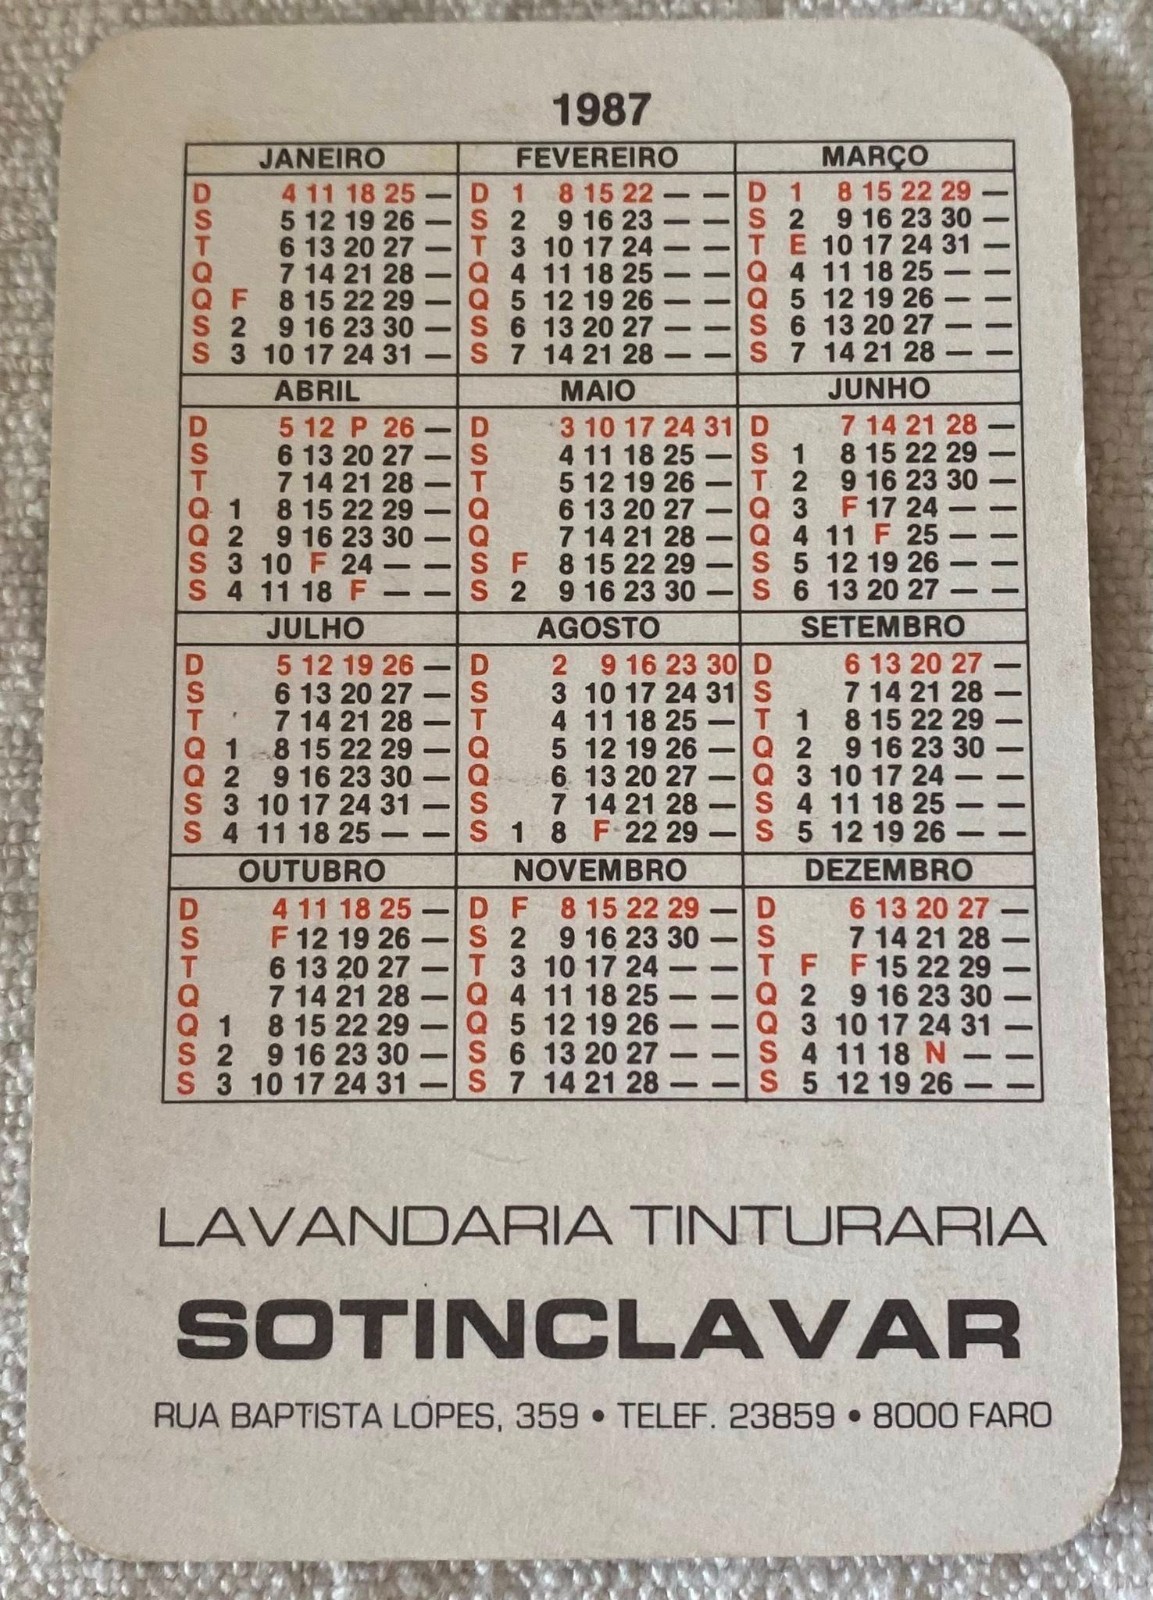 1987
JANEIRO FEVEREIRO MARÇO
D 4 11 18 25 — D 1 8 15 22 — — D 1 8 15 22 29 —
S 5 12 19 26 — S 2 9 16 23 — — S 2 9 16 23 30 —
T 6 13 20 27 — T 3 10 17 24 — — T E 10 17 24 31 —
Q 7 14 21 28 — Q 4 11 18 25 — — Q 4 11 18 25 — —
Q F 8 15 22 29 — Q 5 12 19 26 — — Q 5 12 19 26 — —
S 2 9 16 23 30 — S 6 13 20 27 — — S 6 13 20 27 — —
S 3 10 17 24 31 — S 7 14 21 28 — — S 7 14 21 28 — —
ABRIL MAIO JUNHO
D 5 12 P 26 — D 3 10 17 24 31 D 7 14 21 28 —
S 6 13 20 27 — S 4 11 18 25 — S 1 8 15 22 29 —
T 7 14 21 28 — T 5 12 19 26 — T 2 9 16 23 30 —
Q 1 8 15 22 29 — Q 6 13 20 27 — Q 3 F 17 24 — —
Q 2 9 16 23 30 — Q 7 14 21 28 — Q 4 11 F 25 — —
S 3 10 F 24 — — S F 8 15 22 29 — S 5 12 19 26 — —
S 4 11 18 F — — S 2 9 16 23 30 — S 6 13 20 27 — —
JULHO AGOSTO SETEMBRO
D 5 12 19 26 — D 2 9 16 23 30 D 6 13 20 27 —
S 6 13 20 27 — S 3 10 17 24 31 S 7 14 21 28 —
T 7 14 21 28 — T 4 11 18 25 — T 1 8 15 22 29 —
Q 1 8 15 22 29 — Q 5 12 19 26 — Q 2 9 16 23 30 —
Q 2 9 16 23 30 — Q 6 13 20 27 — Q 3 10 17 24 — —
S 3 10 17 24 31 — S 7 14 21 28 — S 4 11 18 25 — —
S 4 11 18 25 — — S 1 8 F 22 29 — S 5 12 19 26 — —
OUTUBRO NOVEMBRO DEZEMBRO
D 4 11 18 25 — D F 8 15 22 29 — D 6 13 20 27 —
S F 12 19 26 — S 2 9 16 23 30 — S 7 14 21 28 —
T 6 13 20 27 — T 3 10 17 24 — — T F F 15 22 29 —
Q 7 14 21 28 — Q 4 11 18 25 — — Q 2 9 16 23 30 —
Q 1 8 15 22 29 — Q 5 12 19 26 — — Q 3 10 17 24 31 —
S 2 9 16 23 30 — S 6 13 20 27 — — S 4 11 18 N — —
S 3 10 17 24 31 — S 7 14 21 28 — — S 5 12 19 26 — —
LAVANDARIA TINTURARIA
SOTINCLAVAR
RUA BAPTISTA LOPES, 359 • TELEF. 23859 • 8000 FARO